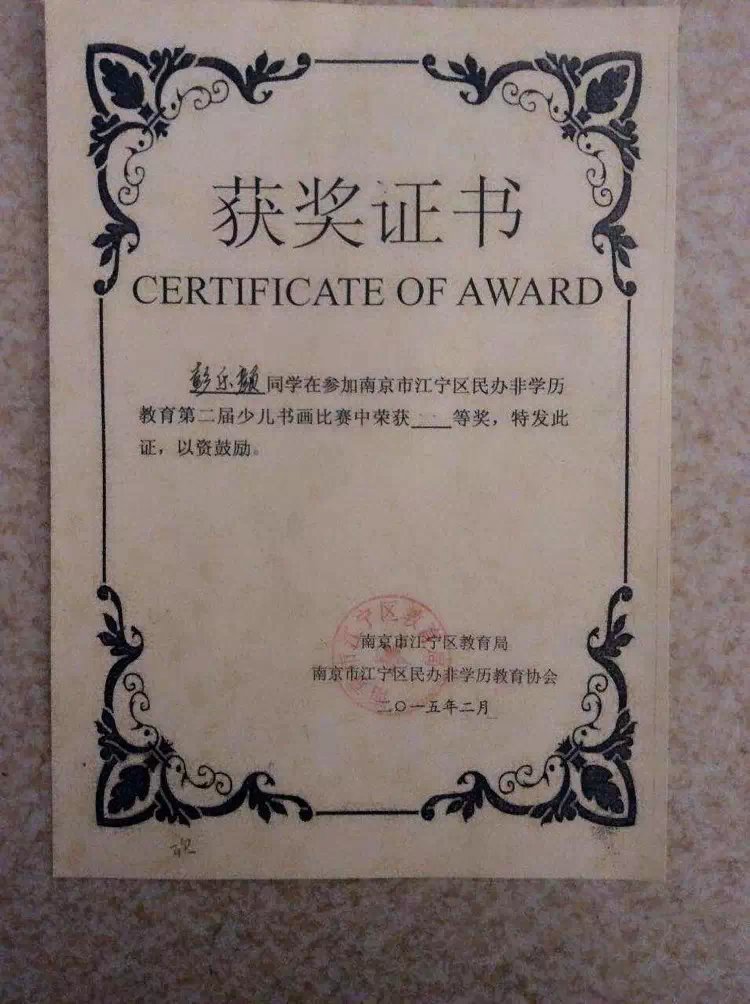 获奖证书
CERTIFICATE OF AWARD
彭乐颖同学在参加南京市江宁区民办非学历
教育第二届少儿书画比赛中荣获____等奖，特发此
证，以资鼓励。
南京市江宁区教育局
南京市江宁区民办非学历教育协会
二〇一五年二月